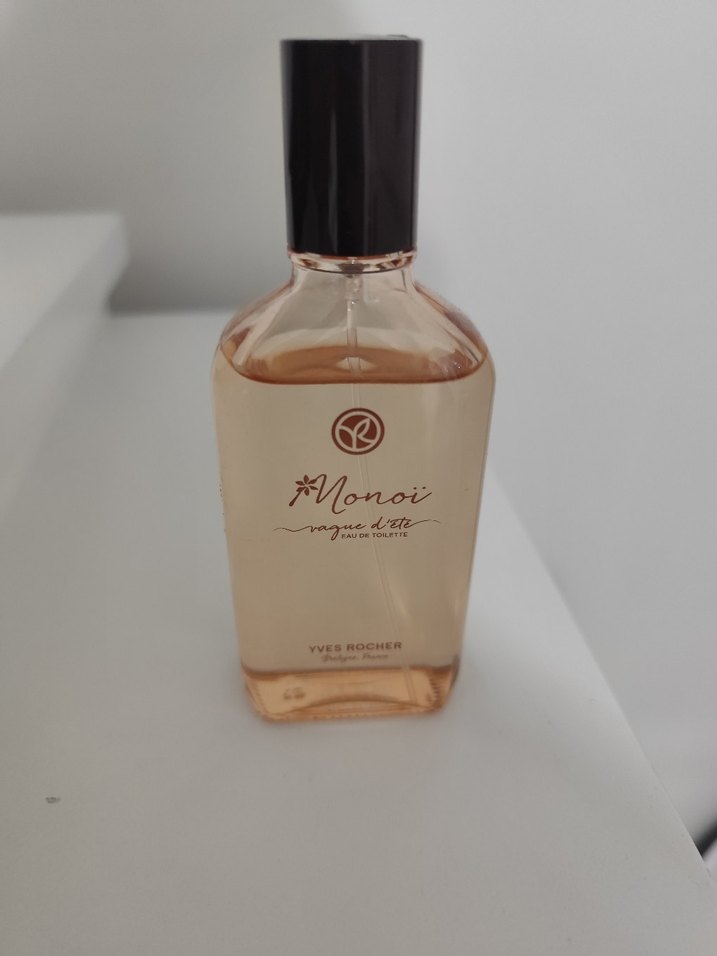 Monoï
vague d'été
EAU DE TOILETTE
YVES ROCHER
Bretagne, France